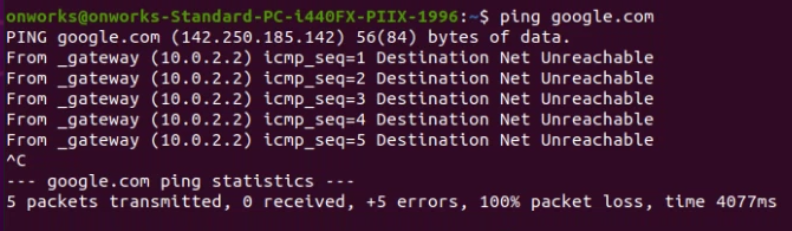 onworks@onworks-Standard-PC-i440FX-PIIX-1996:~$ ping google.com
PING google.com (142.250.185.142) 56(84) bytes of data.
From _gateway (10.0.2.2) icmp_seq=1 Destination Net Unreachable
From _gateway (10.0.2.2) icmp_seq=2 Destination Net Unreachable
From _gateway (10.0.2.2) icmp_seq=3 Destination Net Unreachable
From _gateway (10.0.2.2) icmp_seq=4 Destination Net Unreachable
From _gateway (10.0.2.2) icmp_seq=5 Destination Net Unreachable
^C
--- google.com ping statistics ---
5 packets transmitted, 0 received, +5 errors, 100% packet loss, time 4077ms